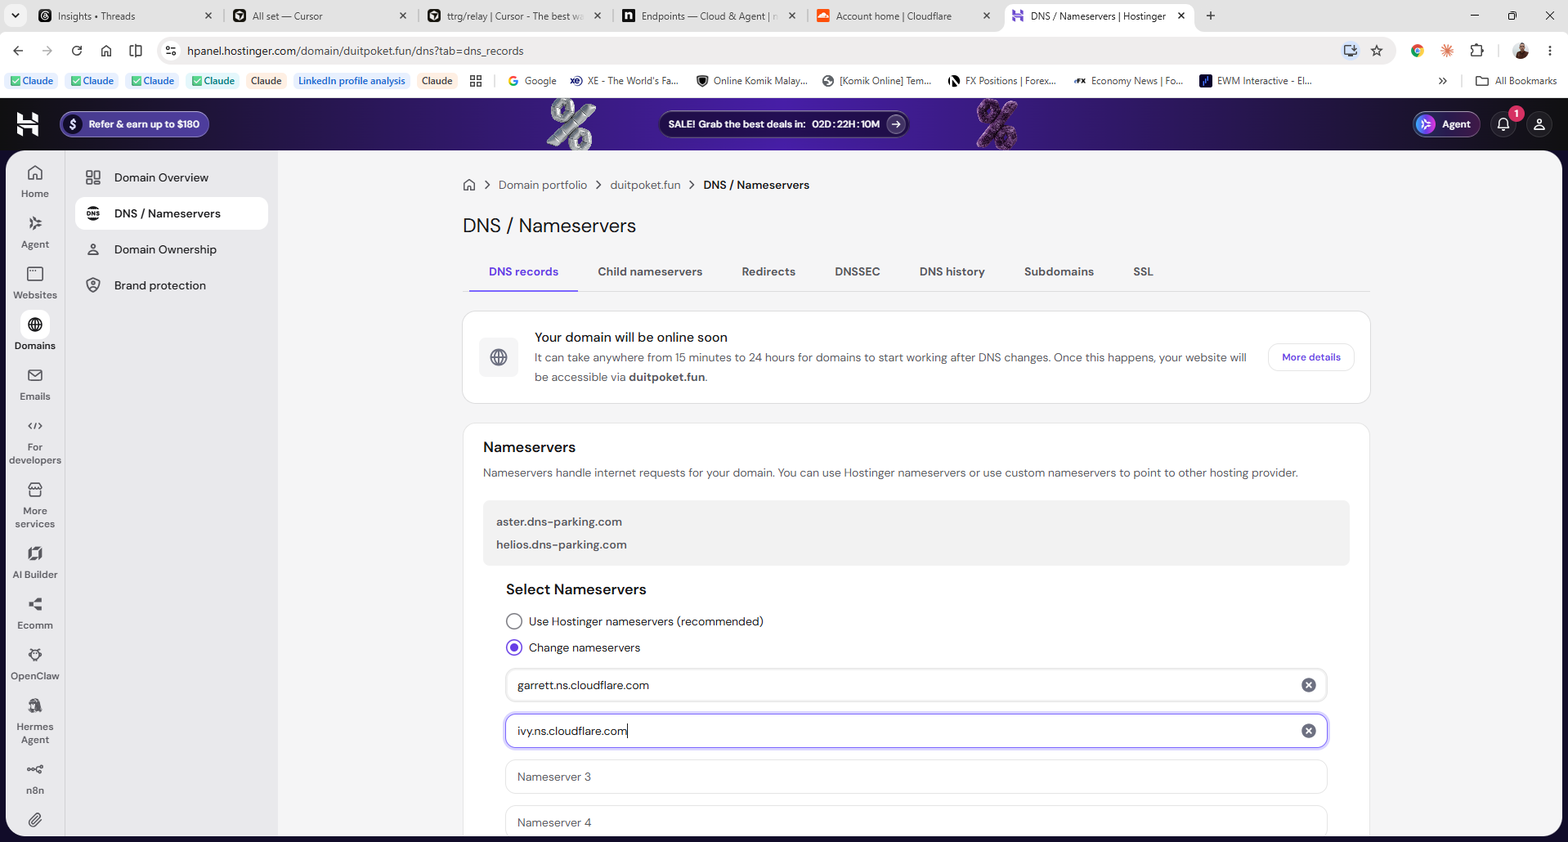 Insights • Threads
All set — Cursor
ttrg/relay | Cursor - The best wa
Endpoints — Cloud & Agent | n
Account home | Cloudflare
DNS / Nameservers | Hostinger
hpanel.hostinger.com/domain/duitpoket.fun/dns?tab=dns_records
Claude
Claude
Claude
Claude
Claude
LinkedIn profile analysis
Claude
Google
XE - The World's Fa...
Online Komik Malay...
[Komik Online] Tem...
FX Positions | Forex...
Economy News | Fo...
EWM Interactive - El...
All Bookmarks
Refer & earn up to $180
SALE! Grab the best deals in: 02D : 22H : 10M
Agent
1
Home
Agent
Websites
Domains
Emails
For
developers
More
services
AI Builder
Ecomm
OpenClaw
Hermes
Agent
n8n
Domain Overview
DNS / Nameservers
Domain Ownership
Brand protection
Domain portfolio
duitpoket.fun
DNS / Nameservers
DNS / Nameservers
DNS records
Child nameservers
Redirects
DNSSEC
DNS history
Subdomains
SSL
Your domain will be online soon
It can take anywhere from 15 minutes to 24 hours for domains to start working after DNS changes. Once this happens, your website will
be accessible via duitpoket.fun.
More details
Nameservers
Nameservers handle internet requests for your domain. You can use Hostinger nameservers or use custom nameservers to point to other hosting provider.
aster.dns-parking.com
helios.dns-parking.com
Select Nameservers
Use Hostinger nameservers (recommended)
Change nameservers
garrett.ns.cloudflare.com
ivy.ns.cloudflare.com
Nameserver 3
Nameserver 4